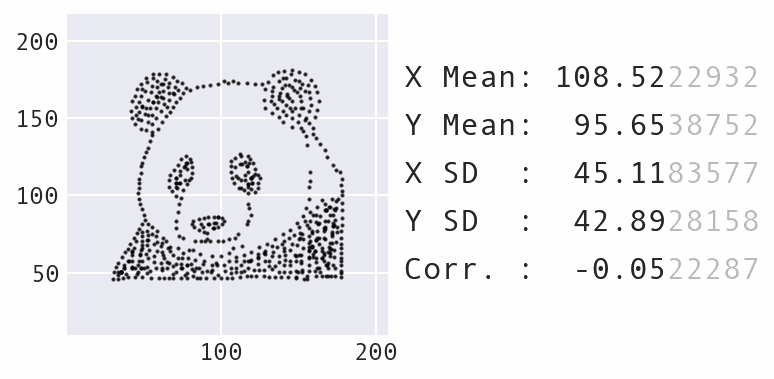 200
150
100
50
100 200
X Mean: 108.5222932
Y Mean: 95.6538752
X SD : 45.1183577
Y SD : 42.8928158
Corr. : -0.0522287